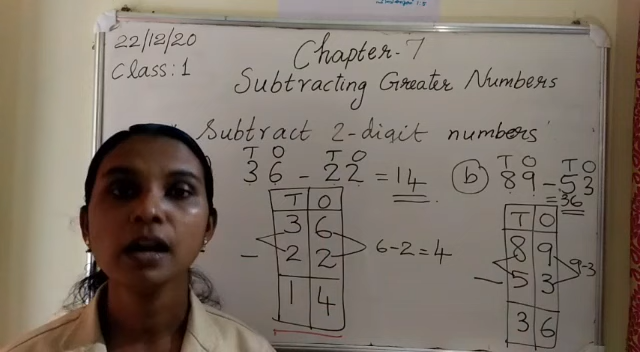 22/12/20
Chapter-7
Class:1
Subtracting Greater Numbers
Subtract 2-digit numbers
T O T O
36 - 22 = 14
T O
3 6
- 2 2
1 4
6-2=4
T O T O
(b) 89 - 53
= 36
T O
8 9
- 5 3
3 6
9-3